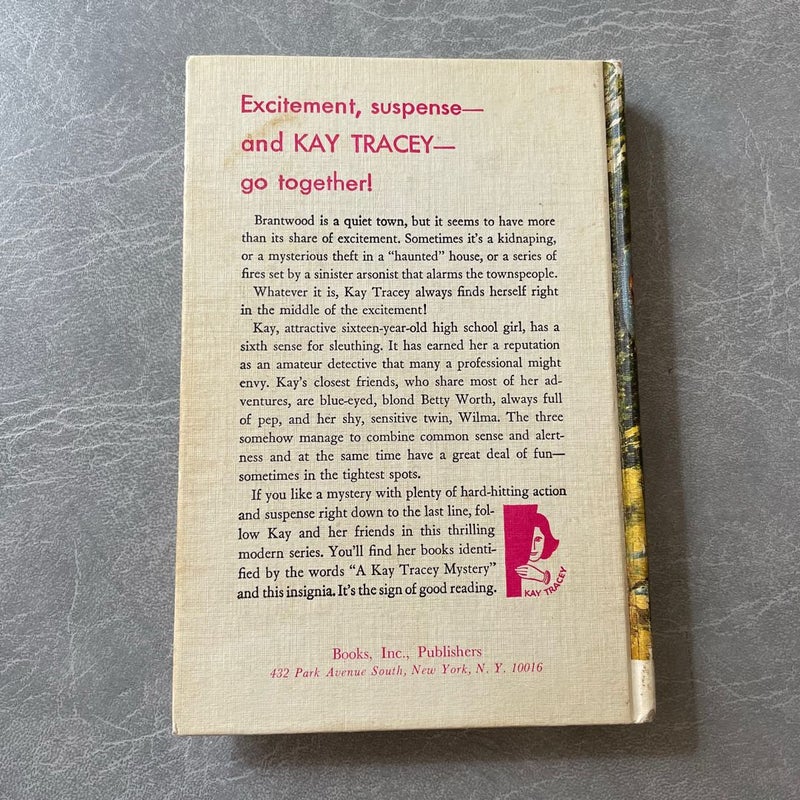 Excitement, suspense—
and KAY TRACEY—
go together!
Brantwood is a quiet town, but it seems to have more
than its share of excitement. Sometimes it's a kidnaping,
or a mysterious theft in a “haunted” house, or a series of
fires set by a sinister arsonist that alarms the townspeople.
Whatever it is, Kay Tracey always finds herself right
in the middle of the excitement!
Kay, attractive sixteen-year-old high school girl, has a
sixth sense for sleuthing. It has earned her a reputation
as an amateur detective that many a professional might
envy. Kay's closest friends, who share most of her ad-
ventures, are blue-eyed, blond Betty Worth, always full
of pep, and her shy, sensitive twin, Wilma. The three
somehow manage to combine common sense and alert-
ness and at the same time have a great deal of fun—
sometimes in the tightest spots.
If you like a mystery with plenty of hard-hitting action
and suspense right down to the last line, fol-
low Kay and her friends in this thrilling
modern series. You'll find her books identi-
fied by the words “A Kay Tracey Mystery”
and this insignia. It's the sign of good reading.
KAY TRACEY
Books, Inc., Publishers
432 Park Avenue South, New York, N. Y. 10016